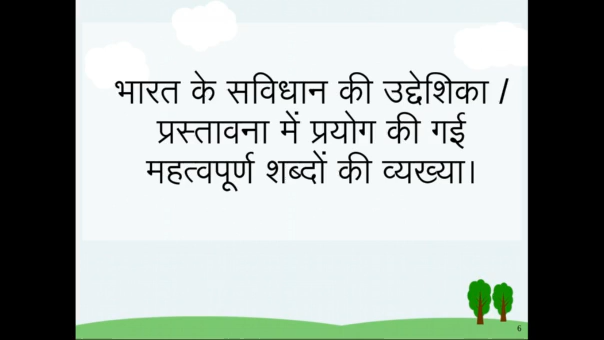 भारत के सविधान की उद्देशिका /
प्रस्तावना में प्रयोग की गई
महत्वपूर्ण शब्दों की व्यख्या।
6